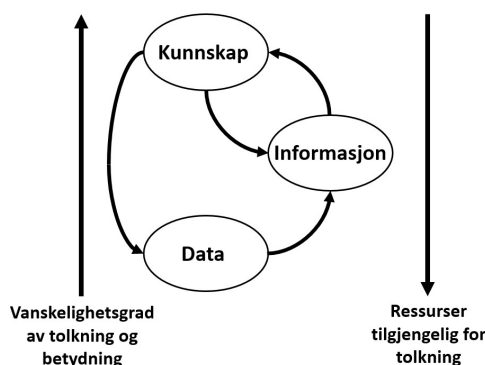 Kunnskap
Informasjon
Data
Vanskelighetsgrad
av tolkning og
betydning
Ressurser
tilgjengelig for
tolkning